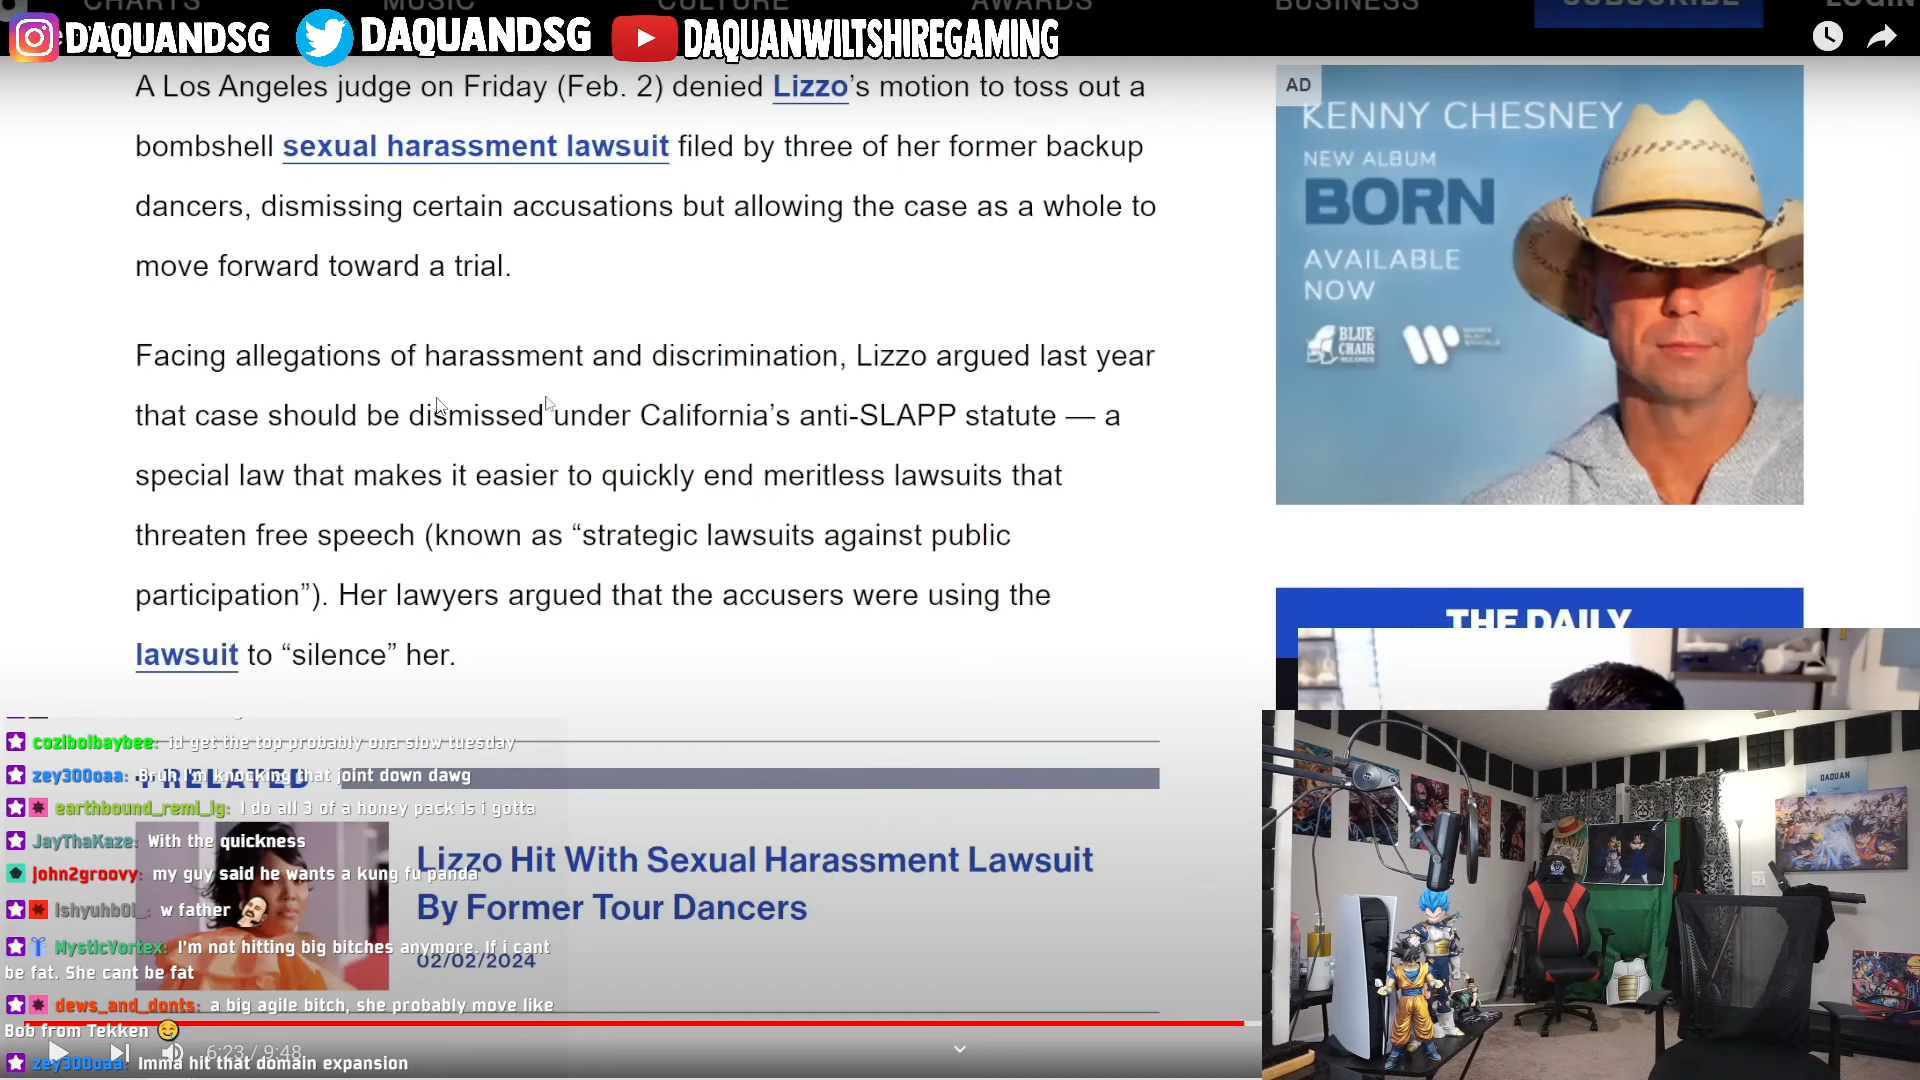 CHARTS MUSIC CULTURE AWARDS BUSINESS SUBSCRIBE LOGIN
DAQUANDSG DAQUANDSG DAQUANWILTSHIREGAMING
A Los Angeles judge on Friday (Feb. 2) denied Lizzo’s motion to toss out a
bombshell sexual harassment lawsuit filed by three of her former backup
dancers, dismissing certain accusations but allowing the case as a whole to
move forward toward a trial.
Facing allegations of harassment and discrimination, Lizzo argued last year
that case should be dismissed under California’s anti-SLAPP statute — a
special law that makes it easier to quickly end meritless lawsuits that
threaten free speech (known as “strategic lawsuits against public
participation”). Her lawyers argued that the accusers were using the
lawsuit to “silence” her.
AD
KENNY CHESNEY
NEW ALBUM
BORN
AVAILABLE
NOW
BLUE
CHAIR
RECORDS
THE DAILY
cozlbolbaybee: id get the top probably ona slow tuesday
zey300oaa: Bruh I'm knocking that joint down dawg
RELATED
earthbound_reml_lg: I do all 3 of a honey pack is i gotta
JayThaKaze: With the quickness
john2groovy: my guy said he wants a kung fu panda
Ishyuhb0l_: w father
MysticVortex: I'm not hitting big bitches anymore. If i cant
be fat. She cant be fat
dews_and_donts: a big agile bitch, she probably move like
Bob from Tekken
zey300oaa: Imma hit that domain expansion
Lizzo Hit With Sexual Harassment Lawsuit
By Former Tour Dancers
02/02/2024
6:23 / 9:48
DAQUAN
WANTED